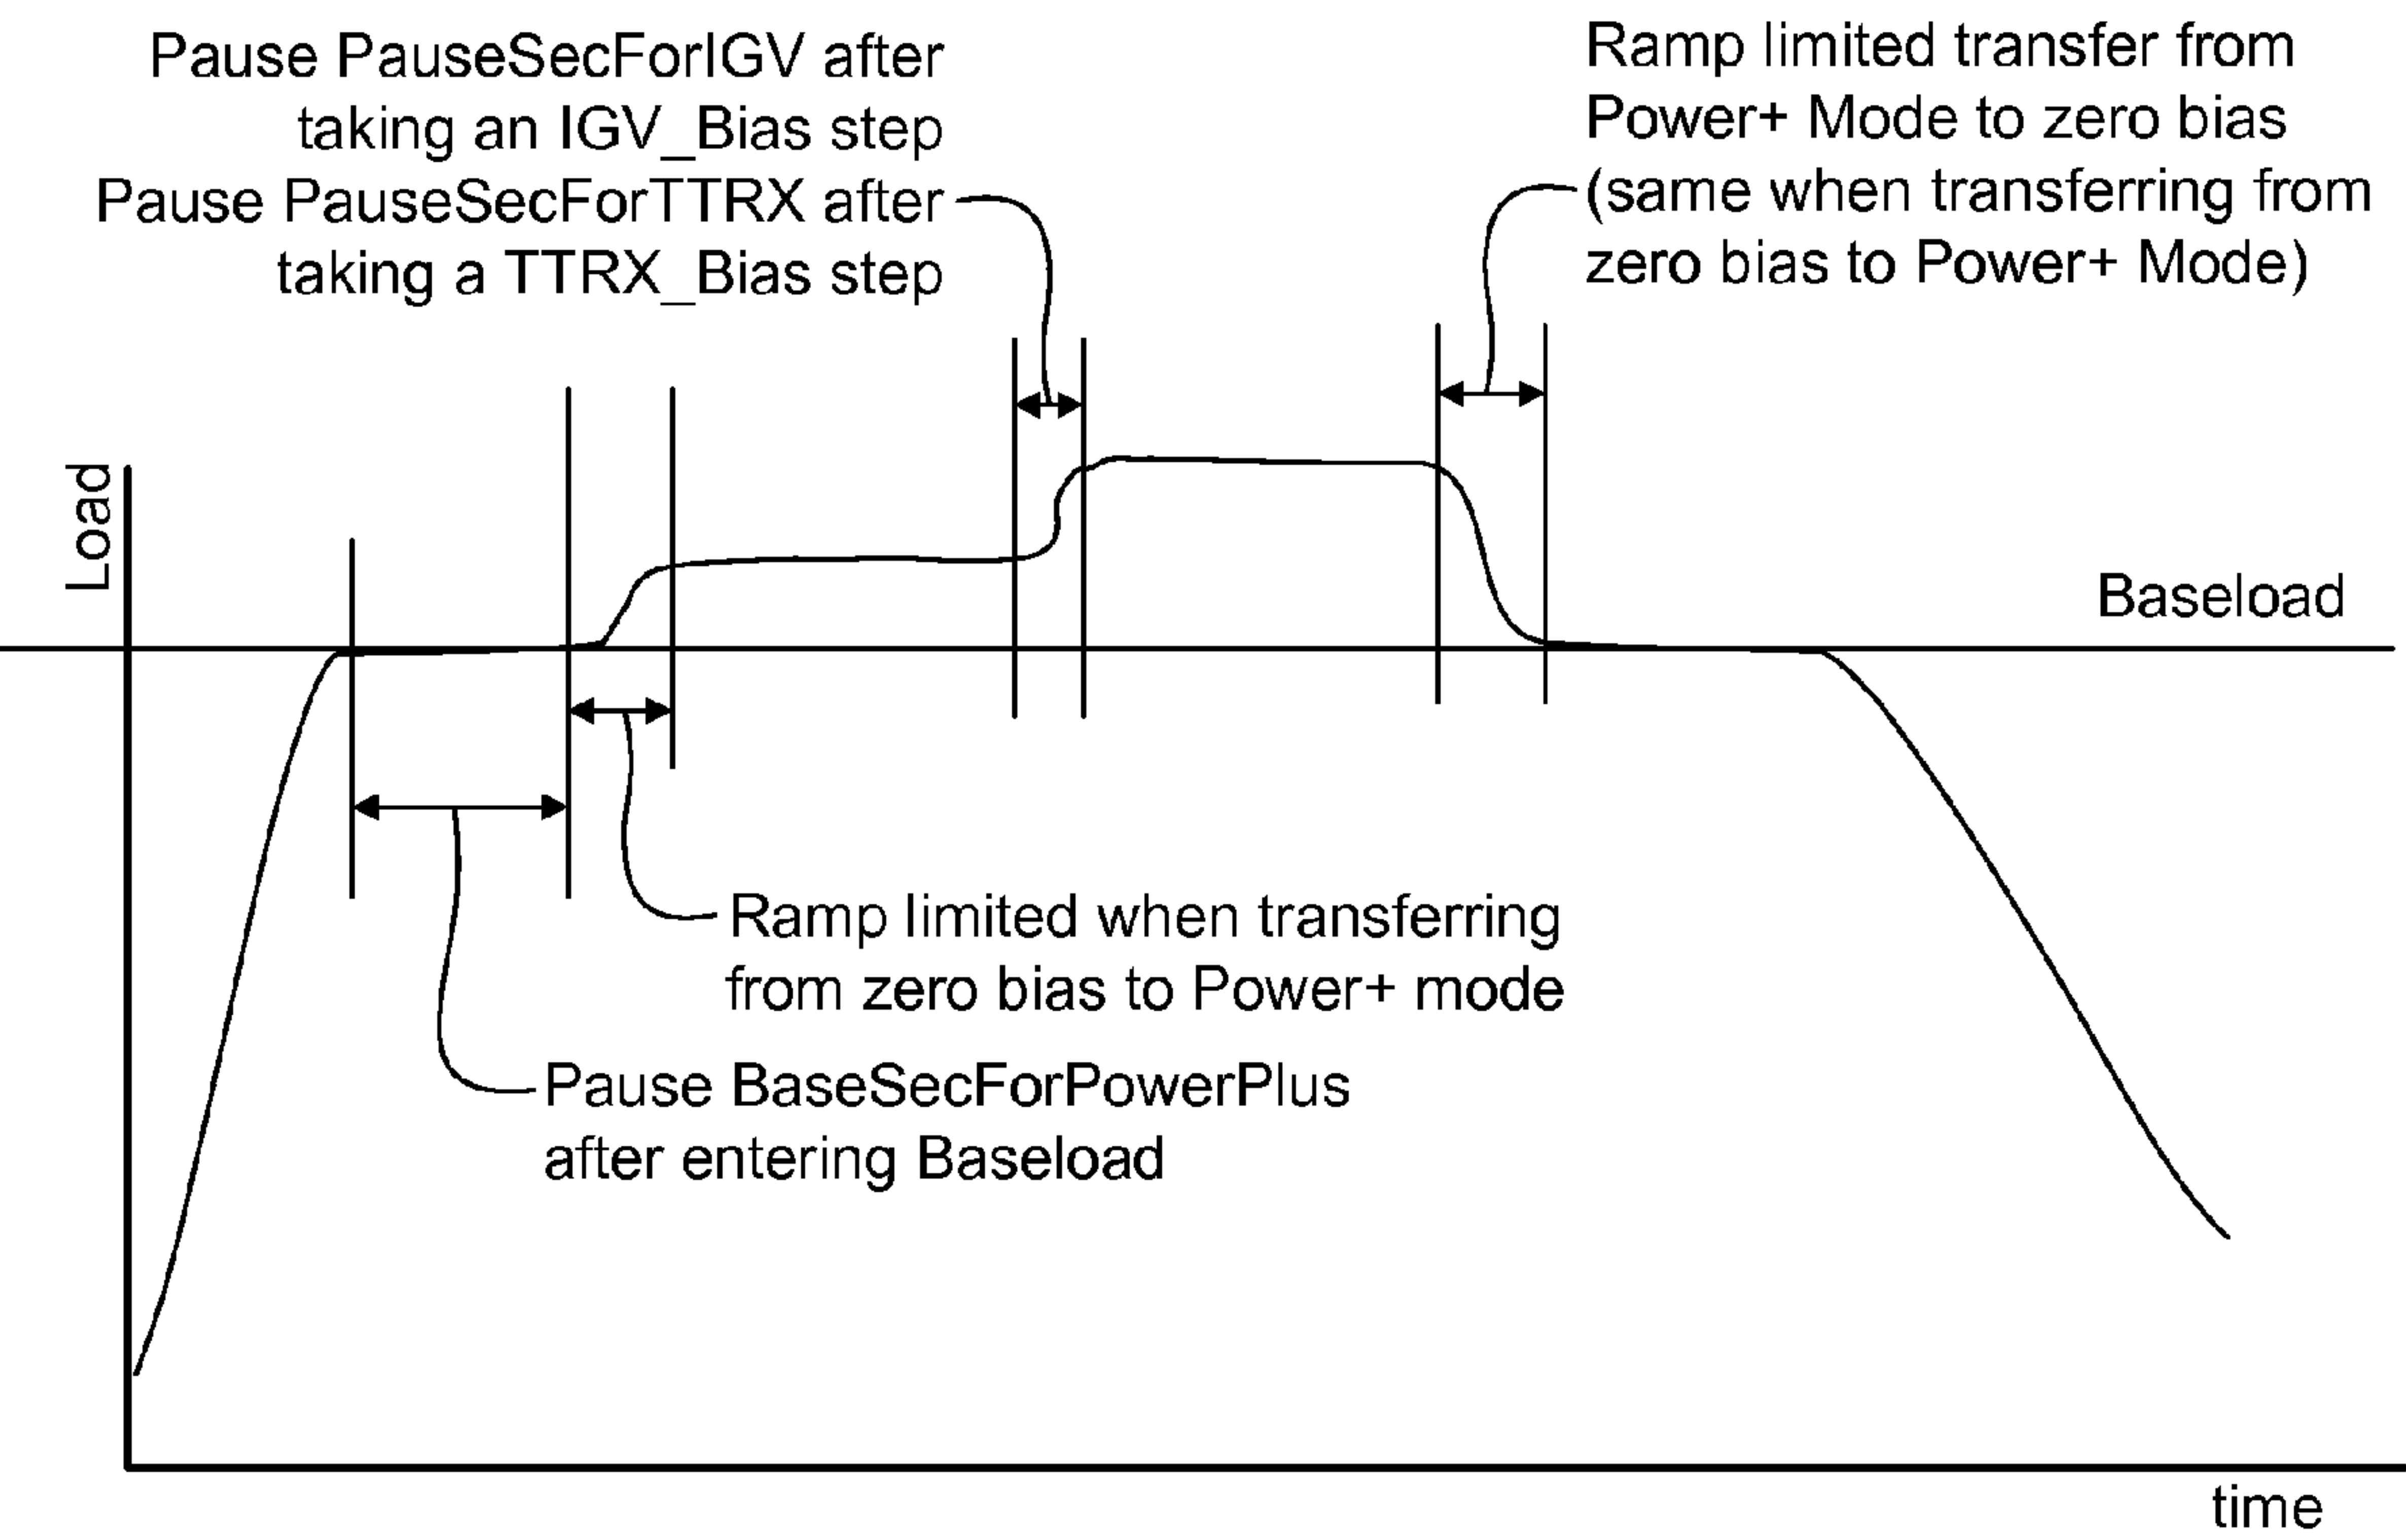 Pause PauseSecForIGV after
taking an IGV_Bias step
Pause PauseSecForTTRX after
taking a TTRX_Bias step
Ramp limited transfer from
Power+ Mode to zero bias
(same when transferring from
zero bias to Power+ Mode)
Load
Baseload
Ramp limited when transferring
from zero bias to Power+ mode
Pause BaseSecForPowerPlus
after entering Baseload
time